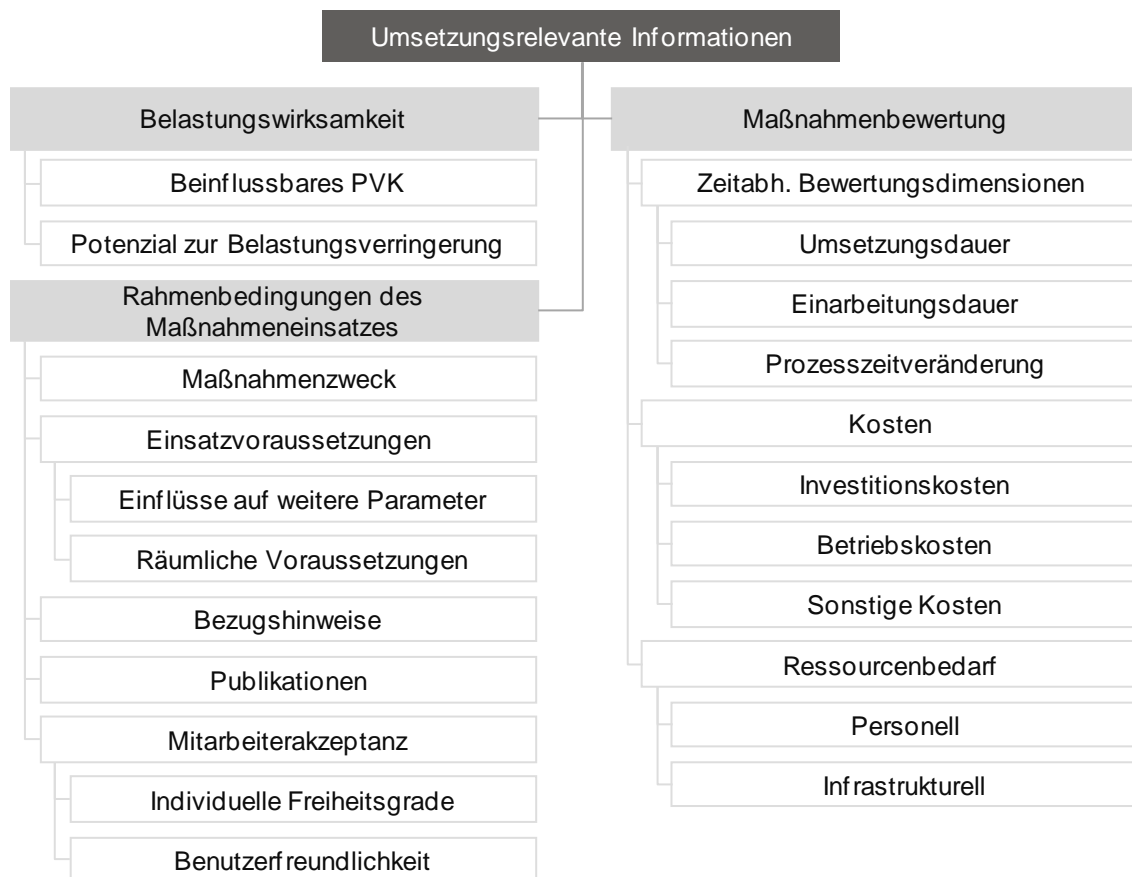 Umsetzungsrelevante Informationen
Belastungswirksamkeit
Beinflussbares PVK
Potenzial zur Belastungsverringerung
Rahmenbedingungen des
Maßnahmeneinsatzes
Maßnahmenzweck
Einsatzvoraussetzungen
Einflüsse auf weitere Parameter
Räumliche Voraussetzungen
Bezugshinweise
Publikationen
Mitarbeiterakzeptanz
Individuelle Freiheitsgrade
Benutzerfreundlichkeit
Maßnahmenbewertung
Zeitabh. Bewertungsdimensionen
Umsetzungsdauer
Einarbeitungsdauer
Prozesszeitveränderung
Kosten
Investitionskosten
Betriebskosten
Sonstige Kosten
Ressourcenbedarf
Personell
Infrastrukturell